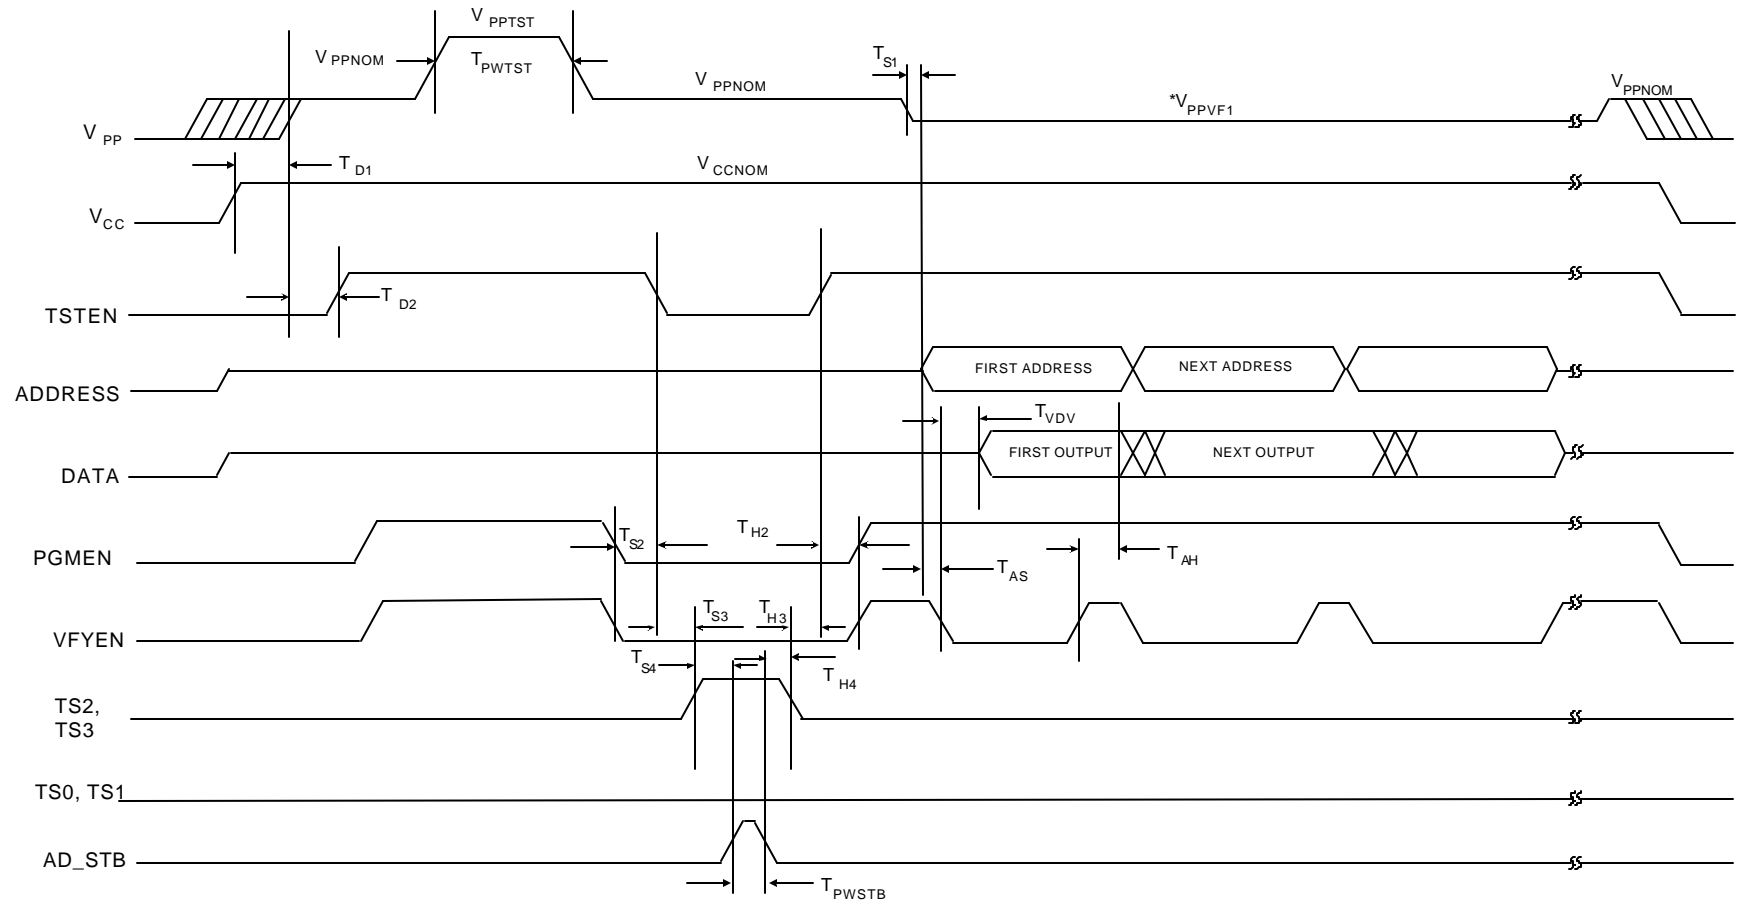 V PPTST
V PPNOM
T PWTST
V PPNOM
T S1
*V PPVF1
V PPNOM
V PP
T D1
V CCNOM
V CC
T D2
TSTEN
FIRST ADDRESS
NEXT ADDRESS
ADDRESS
T VDV
FIRST OUTPUT
NEXT OUTPUT
DATA
T S2
T H2
PGMEN
T AS
T AH
T S3
T H3
VFYEN
T S4
T H4
TS2,
TS3
TS0, TS1
AD_STB
T PWSTB